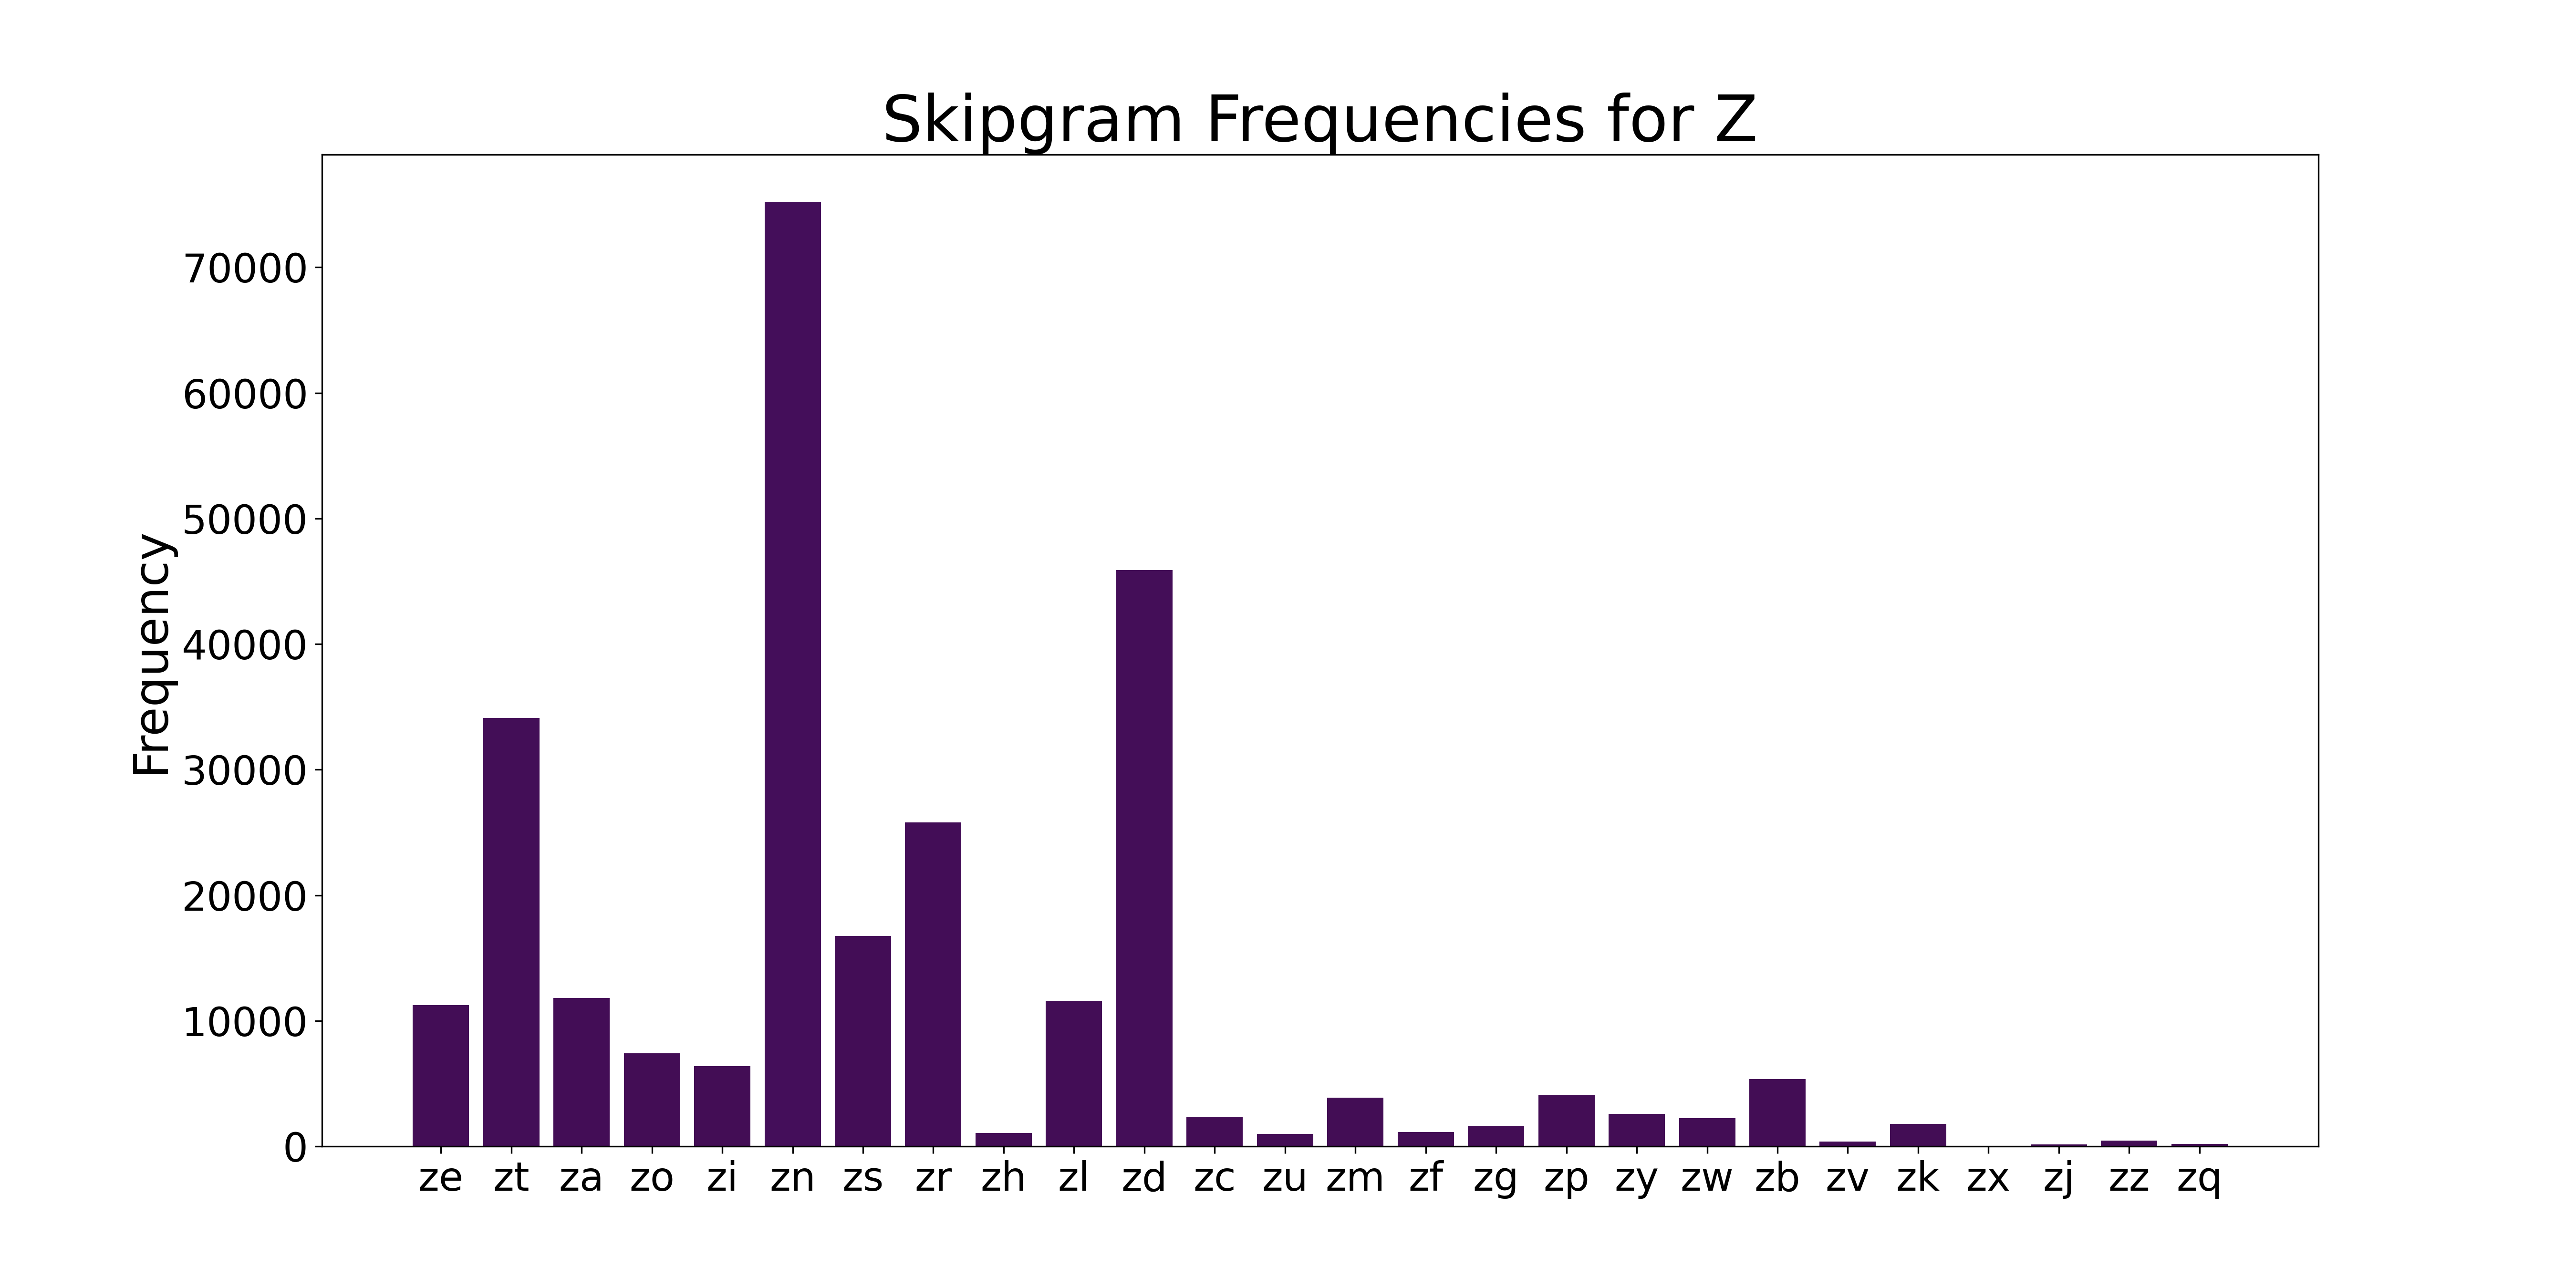 Skipgram Frequencies for Z
Frequency
70000
60000
50000
40000
30000
20000
10000
0
ze zt za zo zi zn zs zr zh zl zd zc zu zm zf zg zp zy zw zb zv zk zx zj zz zq